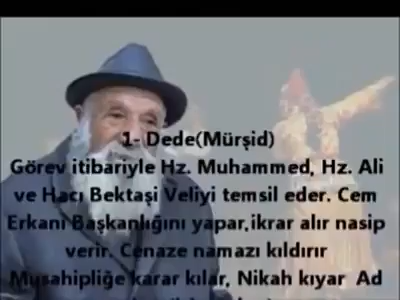 1- Dede(Mürşid)
Görev itibariyle Hz. Muhammed, Hz. Ali
ve Hacı Bektaşi Veliyi temsil eder. Cem
Erkanı Başkanlığını yapar,ikrar alır nasip
verir. Cenaze namazı kıldırır
Musahipliğe karar kılar, Nikah kıyar Ad